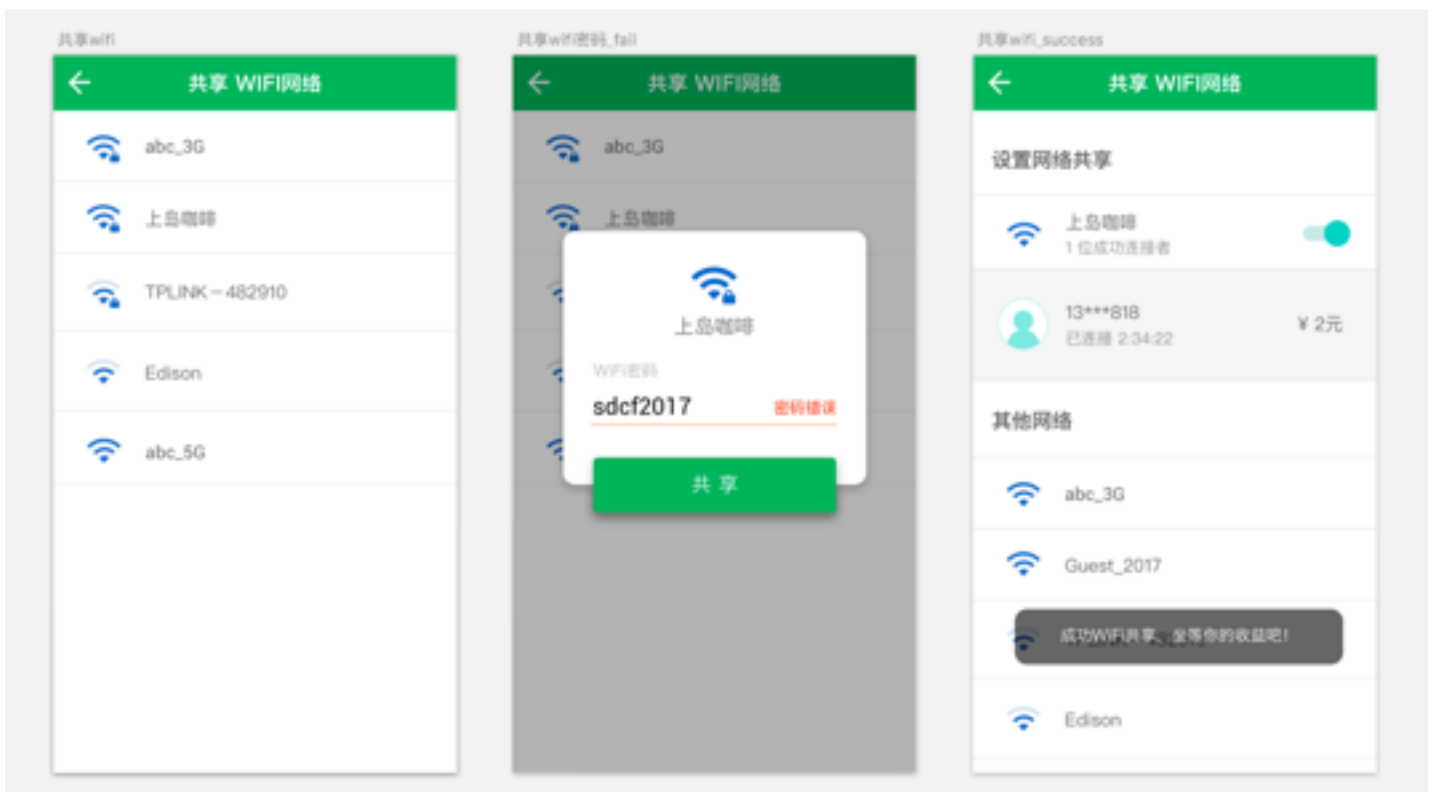 共享wifi
共享 WIFI网络
abc_3G
上岛咖啡
TPLINK-482910
Edison
abc_5G
共享wifi密码_fail
共享 WIFI网络
abc_3G
上岛咖啡
上岛咖啡
WiFi密码
sdcf2017 密码错误
共 享
共享wifi_success
共享 WIFI网络
设置网络共享
上岛咖啡
1 位成功连接者
13***818
已连接 2:34:22
¥ 2元
其他网络
abc_3G
Guest_2017
成功WiFi共享，坐等你的收益吧!
Edison